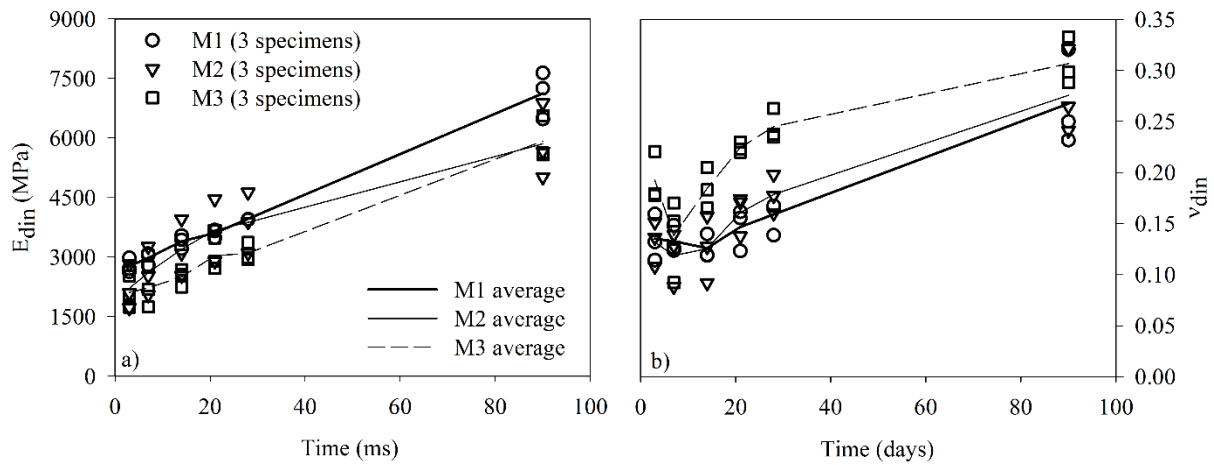 9000
7500
6000
4500
3000
1500
0
E_din (MPa)
M1 (3 specimens)
M2 (3 specimens)
M3 (3 specimens)
M1 average
M2 average
M3 average
a)
0 20 40 60 80 100
Time (ms)
b)
0 20 40 60 80 100
Time (days)
0.35
0.30
0.25
0.20
0.15
0.10
0.05
0.00
ν_din